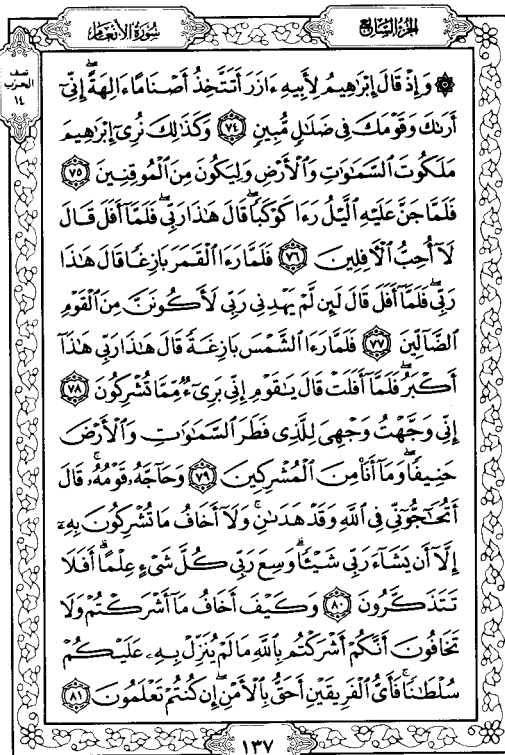 الجزء السابع
سورة الأنعام
نصف
الحزب
١٤
۞ وَإِذْ قَالَ إِبْرَٰهِيمُ لِأَبِيهِ ءَازَرَ أَتَتَّخِذُ أَصْنَامًا ءَالِهَةً ۖ إِنِّىٓ
أَرَىٰكَ وَقَوْمَكَ فِى ضَلَٰلٍ مُّبِينٍ ٧٤ وَكَذَٰلِكَ نُرِىٓ إِبْرَٰهِيمَ
مَلَكُوتَ ٱلسَّمَٰوَٰتِ وَٱلْأَرْضِ وَلِيَكُونَ مِنَ ٱلْمُوقِنِينَ ٧٥
فَلَمَّا جَنَّ عَلَيْهِ ٱلَّيْلُ رَءَا كَوْكَبًا ۖ قَالَ هَٰذَا رَبِّى ۖ فَلَمَّآ أَفَلَ قَالَ
لَآ أُحِبُّ ٱلْءَافِلِينَ ٧٦ فَلَمَّا رَءَا ٱلْقَمَرَ بَازِغًا قَالَ هَٰذَا
رَبِّى ۖ فَلَمَّآ أَفَلَ قَالَ لَئِن لَّمْ يَهْدِنِى رَبِّى لَأَكُونَنَّ مِنَ ٱلْقَوْمِ
ٱلضَّآلِّينَ ٧٧ فَلَمَّا رَءَا ٱلشَّمْسَ بَازِغَةً قَالَ هَٰذَا رَبِّى هَٰذَآ
أَكْبَرُ ۖ فَلَمَّآ أَفَلَتْ قَالَ يَٰقَوْمِ إِنِّى بَرِىٓءٌ مِّمَّا تُشْرِكُونَ ٧٨
إِنِّى وَجَّهْتُ وَجْهِىَ لِلَّذِى فَطَرَ ٱلسَّمَٰوَٰتِ وَٱلْأَرْضَ
حَنِيفًا ۖ وَمَآ أَنَا۠ مِنَ ٱلْمُشْرِكِينَ ٧٩ وَحَآجَّهُۥ قَوْمُهُۥ ۚ قَالَ
أَتُحَٰٓجُّوٓنِّى فِى ٱللَّهِ وَقَدْ هَدَىٰنِ ۚ وَلَآ أَخَافُ مَا تُشْرِكُونَ بِهِۦٓ
إِلَّآ أَن يَشَآءَ رَبِّى شَيْـًٔا ۗ وَسِعَ رَبِّى كُلَّ شَىْءٍ عِلْمًا ۗ أَفَلَا
تَتَذَكَّرُونَ ٨٠ وَكَيْفَ أَخَافُ مَآ أَشْرَكْتُمْ وَلَا
تَخَافُونَ أَنَّكُمْ أَشْرَكْتُم بِٱللَّهِ مَا لَمْ يُنَزِّلْ بِهِۦ عَلَيْكُمْ
سُلْطَٰنًا ۚ فَأَىُّ ٱلْفَرِيقَيْنِ أَحَقُّ بِٱلْأَمْنِ ۖ إِن كُنتُمْ تَعْلَمُونَ ٨١
١٣٧